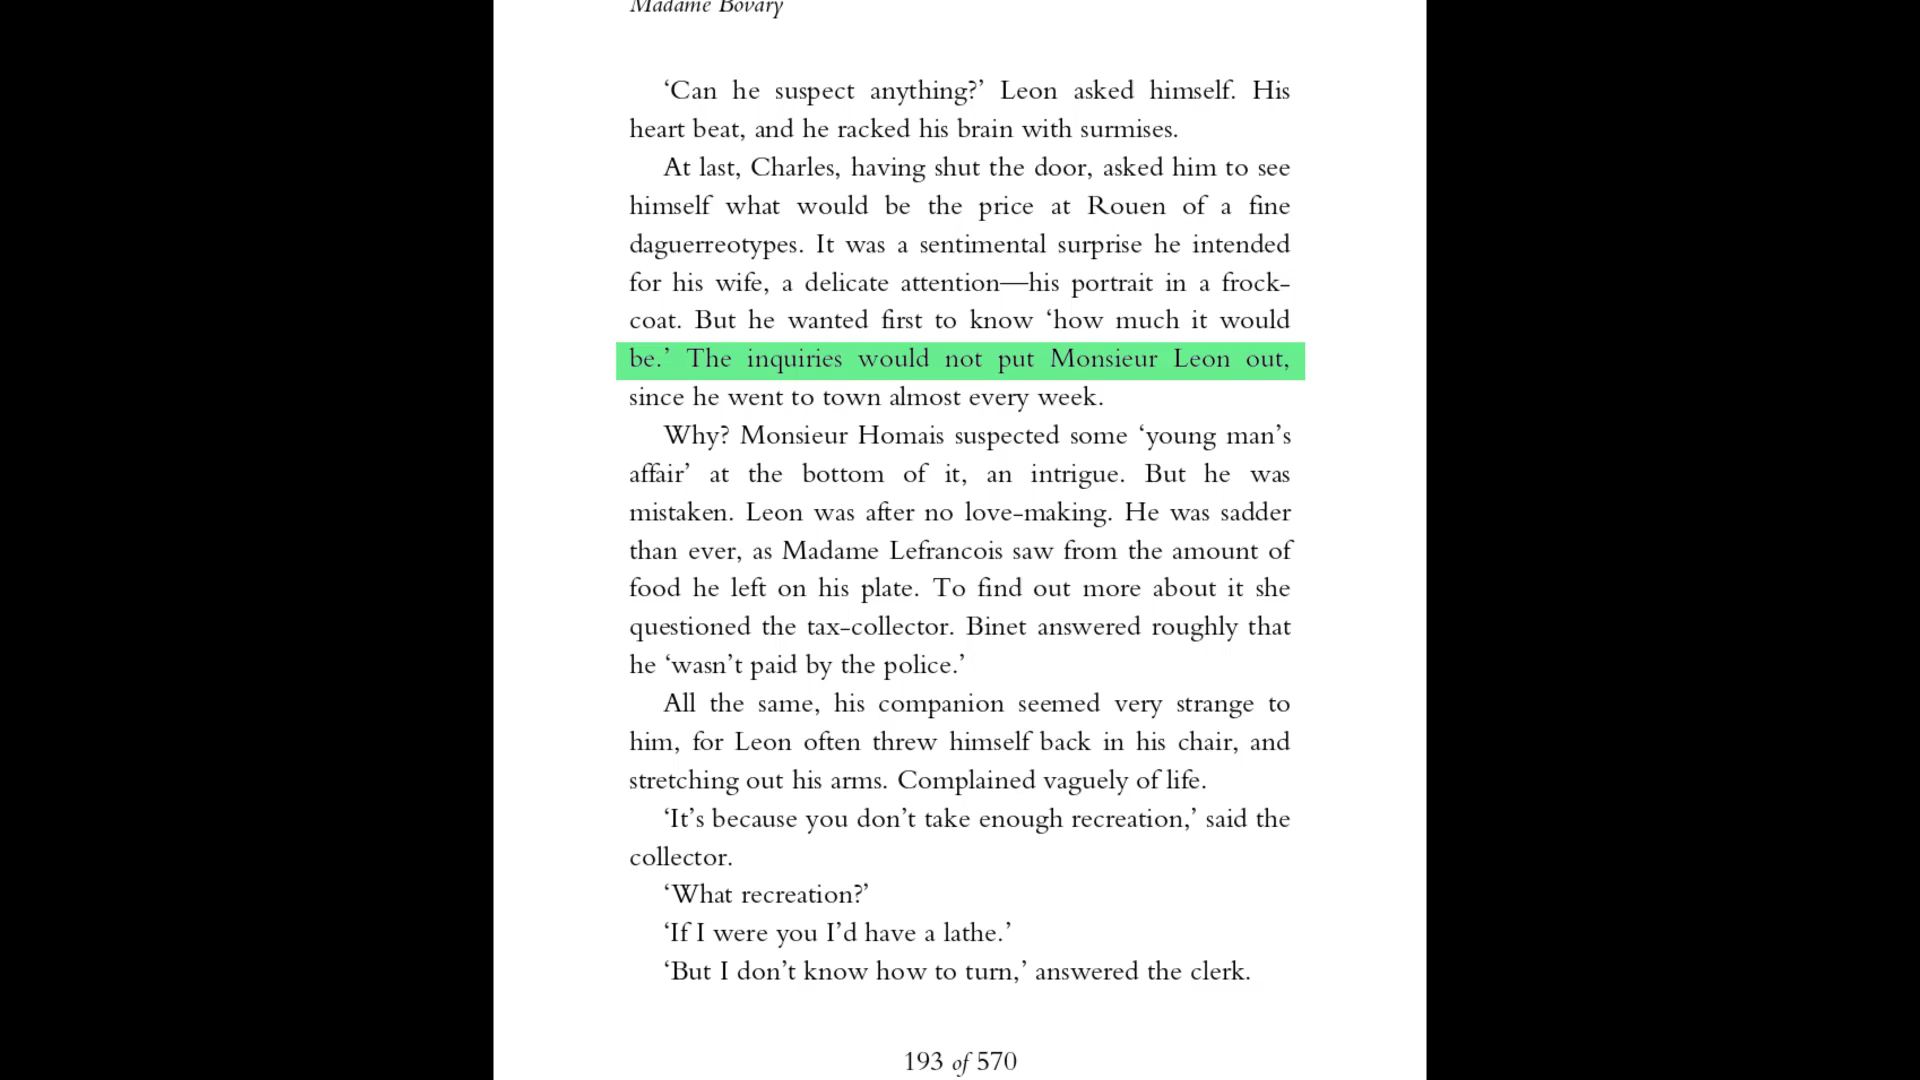 Madame Bovary
‘Can he suspect anything?’ Leon asked himself. His
heart beat, and he racked his brain with surmises.
At last, Charles, having shut the door, asked him to see
himself what would be the price at Rouen of a fine
daguerreotypes. It was a sentimental surprise he intended
for his wife, a delicate attention—his portrait in a frock-
coat. But he wanted first to know ‘how much it would
be.’ The inquiries would not put Monsieur Leon out,
since he went to town almost every week.
Why? Monsieur Homais suspected some ‘young man’s
affair’ at the bottom of it, an intrigue. But he was
mistaken. Leon was after no love-making. He was sadder
than ever, as Madame Lefrancois saw from the amount of
food he left on his plate. To find out more about it she
questioned the tax-collector. Binet answered roughly that
he ‘wasn’t paid by the police.’
All the same, his companion seemed very strange to
him, for Leon often threw himself back in his chair, and
stretching out his arms. Complained vaguely of life.
‘It’s because you don’t take enough recreation,’ said the
collector.
‘What recreation?’
‘If I were you I’d have a lathe.’
‘But I don’t know how to turn,’ answered the clerk.
193 of 570